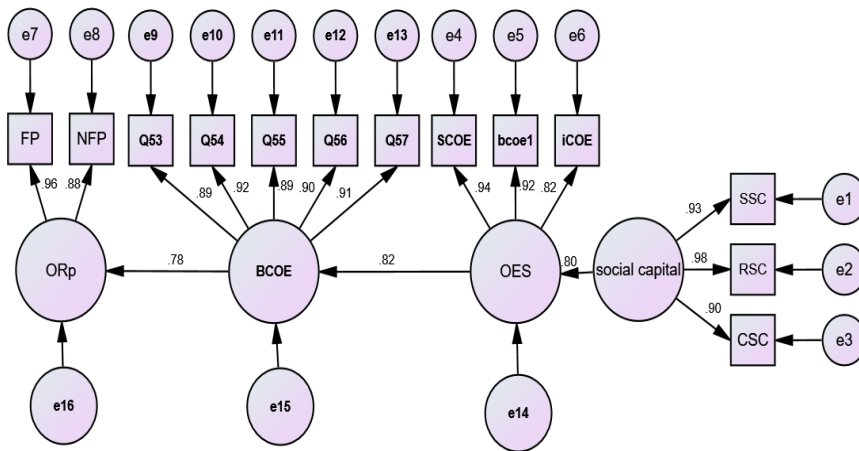 e7 e8 e9 e10 e11 e12 e13 e4 e5 e6
FP NFP Q53 Q54 Q55 Q56 Q57 SCOE bcoe1 iCOE
.96 .88 .89 .92 .89 .90 .91 .94 .92 .82
SSC e1
.93
ORp .78 BCOE .82 OES .80 social capital .98 RSC e2
.90
CSC e3
e16 e15 e14